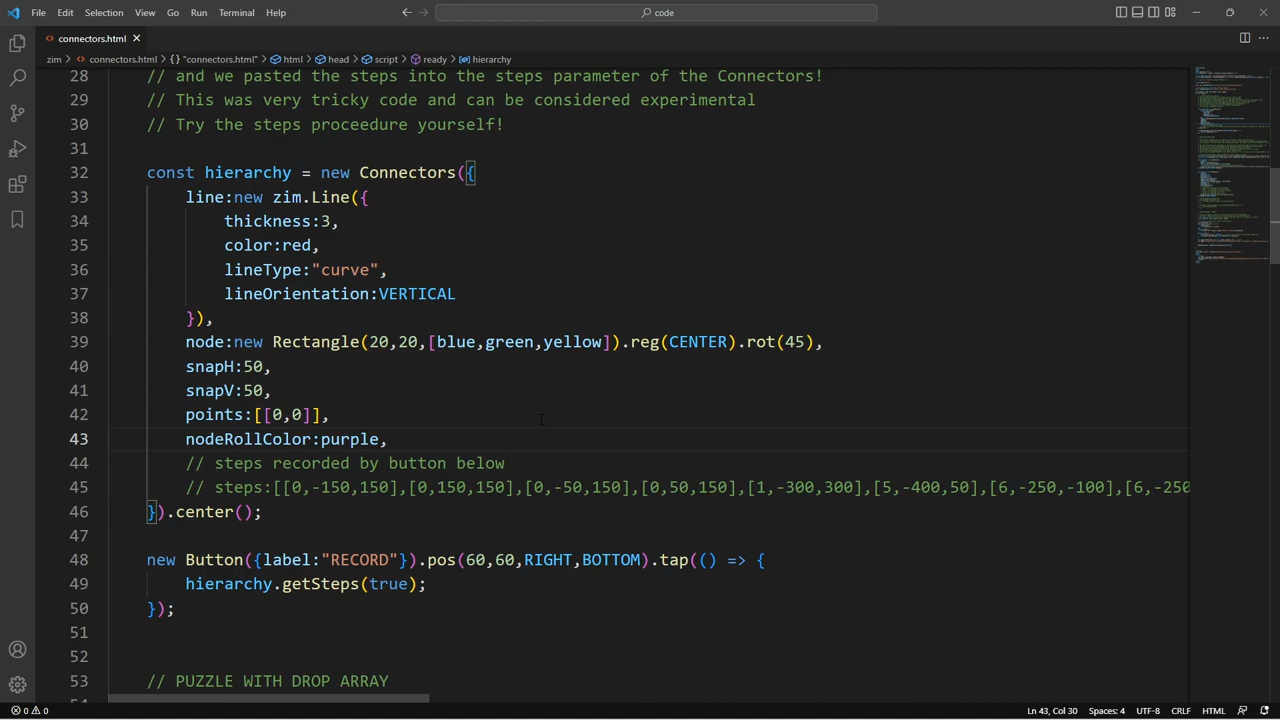 File Edit Selection View Go Run Terminal Help
code
connectors.html
zim > connectors.html > {} "connectors.html" > html > head > script > ready > hierarchy
28 // and we pasted the steps into the steps parameter of the Connectors!
29 // This was very tricky code and can be considered experimental
30 // Try the steps proceedure yourself!
31
32 const hierarchy = new Connectors({
33 line:new zim.Line({
34 thickness:3,
35 color:red,
36 lineType:"curve",
37 lineOrientation:VERTICAL
38 }),
39 node:new Rectangle(20,20,[blue,green,yellow]).reg(CENTER).rot(45),
40 snapH:50,
41 snapV:50,
42 points:[[0,0]],
43 nodeRollColor:purple,
44 // steps recorded by button below
45 // steps:[[0,-150,150],[0,150,150],[0,-50,150],[0,50,150],[1,-300,300],[5,-400,50],[6,-250,-100],[6,-250
46 }).center();
47
48 new Button({label:"RECORD"}).pos(60,60,RIGHT,BOTTOM).tap(() => {
49 hierarchy.getSteps(true);
50 });
51
52
53 // PUZZLE WITH DROP ARRAY
0 0 Ln 43, Col 30 Spaces: 4 UTF-8 CRLF HTML